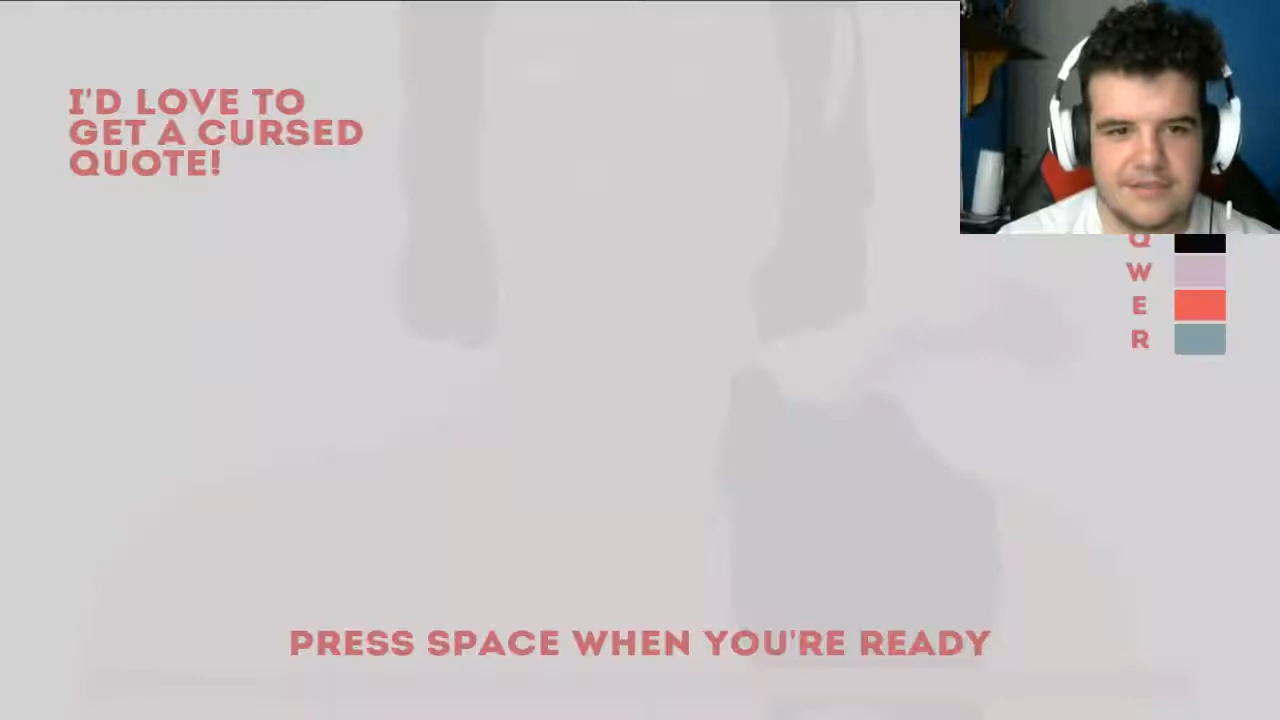 I'D LOVE TO
GET A CURSED
QUOTE!
Q
W
E
R
PRESS SPACE WHEN YOU'RE READY